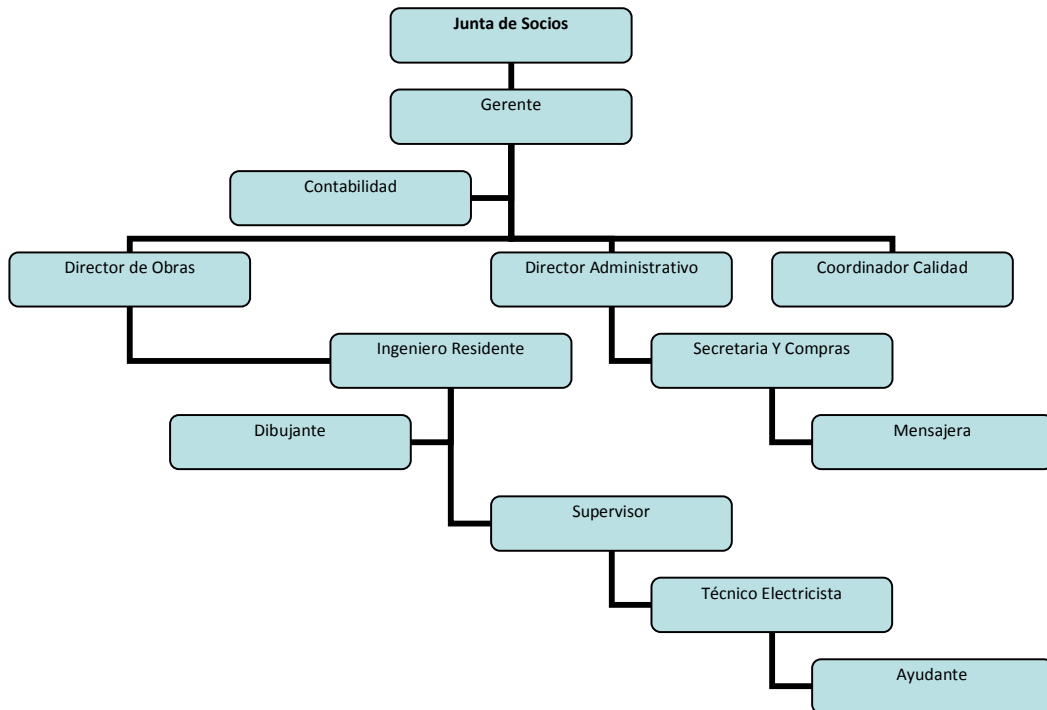 Junta de Socios
Gerente
Contabilidad
Director de Obras
Director Administrativo
Coordinador Calidad
Ingeniero Residente
Secretaria Y Compras
Dibujante
Mensajera
Supervisor
Técnico Electricista
Ayudante